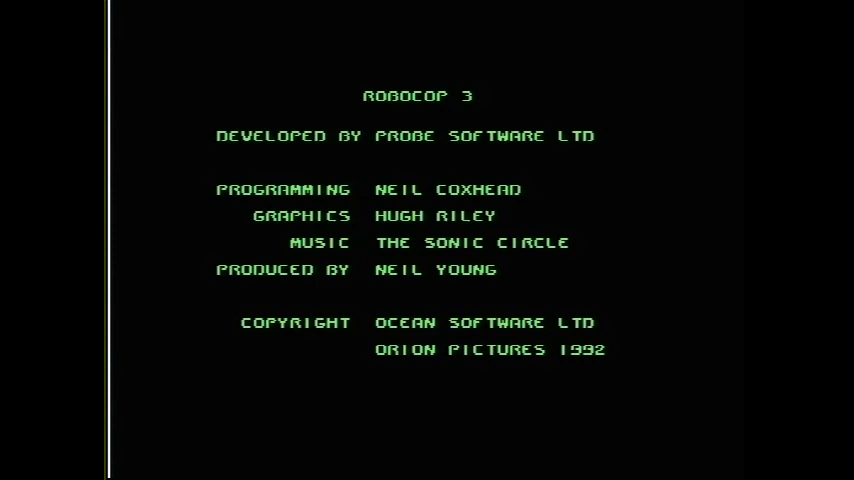 ROBOCOP 3
DEVELOPED BY PROBE SOFTWARE LTD
PROGRAMMING NEIL COXHEAD
GRAPHICS HUGH RILEY
MUSIC THE SONIC CIRCLE
PRODUCED BY NEIL YOUNG
COPYRIGHT OCEAN SOFTWARE LTD
ORION PICTURES 1992